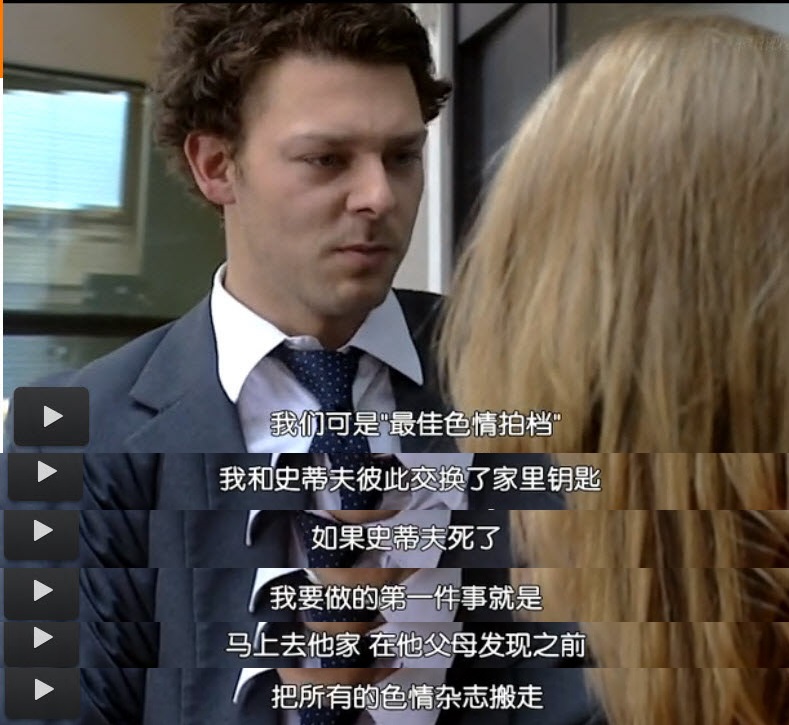 我们可是"最佳色情拍档"
我和史蒂夫彼此交换了家里钥匙
如果史蒂夫死了
我要做的第一件事就是
马上去他家 在他父母发现之前
把所有的色情杂志搬走